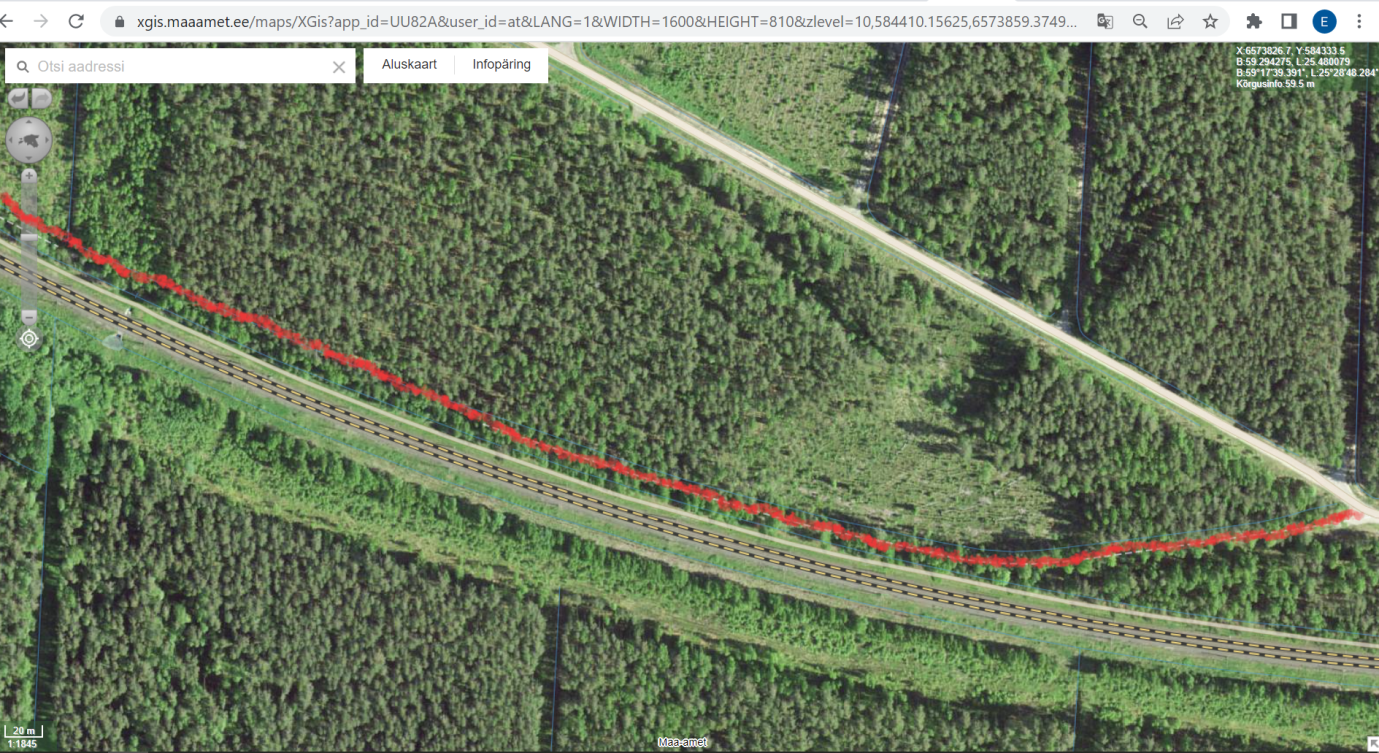 xgis.maaamet.ee/maps/XGis?app_id=UU82A&user_id=at&LANG=1&WIDTH=1600&HEIGHT=810&zlevel=10,584410.15625,6573859.3749...
E
Otsi aadressi
Aluskaart
Infopäring
X:6573826.7, Y:584333.5
B:59.294275, L:25.480079
B:59°17'39.391", L:25°28'48.284"
Kõrgusinfo 59.5 m
20 m
1:1845
Maa-amet